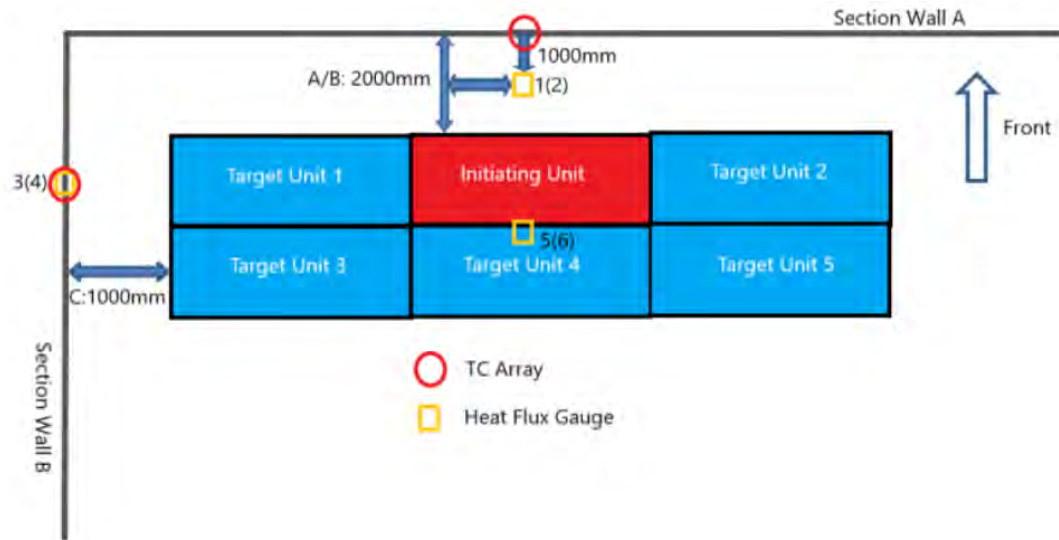 Section Wall A
1000mm
A/B: 2000mm
1(2)
Front
Target Unit 1
Initiating Unit
Target Unit 2
3(4)
5(6)
Target Unit 3
Target Unit 4
Target Unit 5
C:1000mm
Section Wall B
TC Array
Heat Flux Gauge